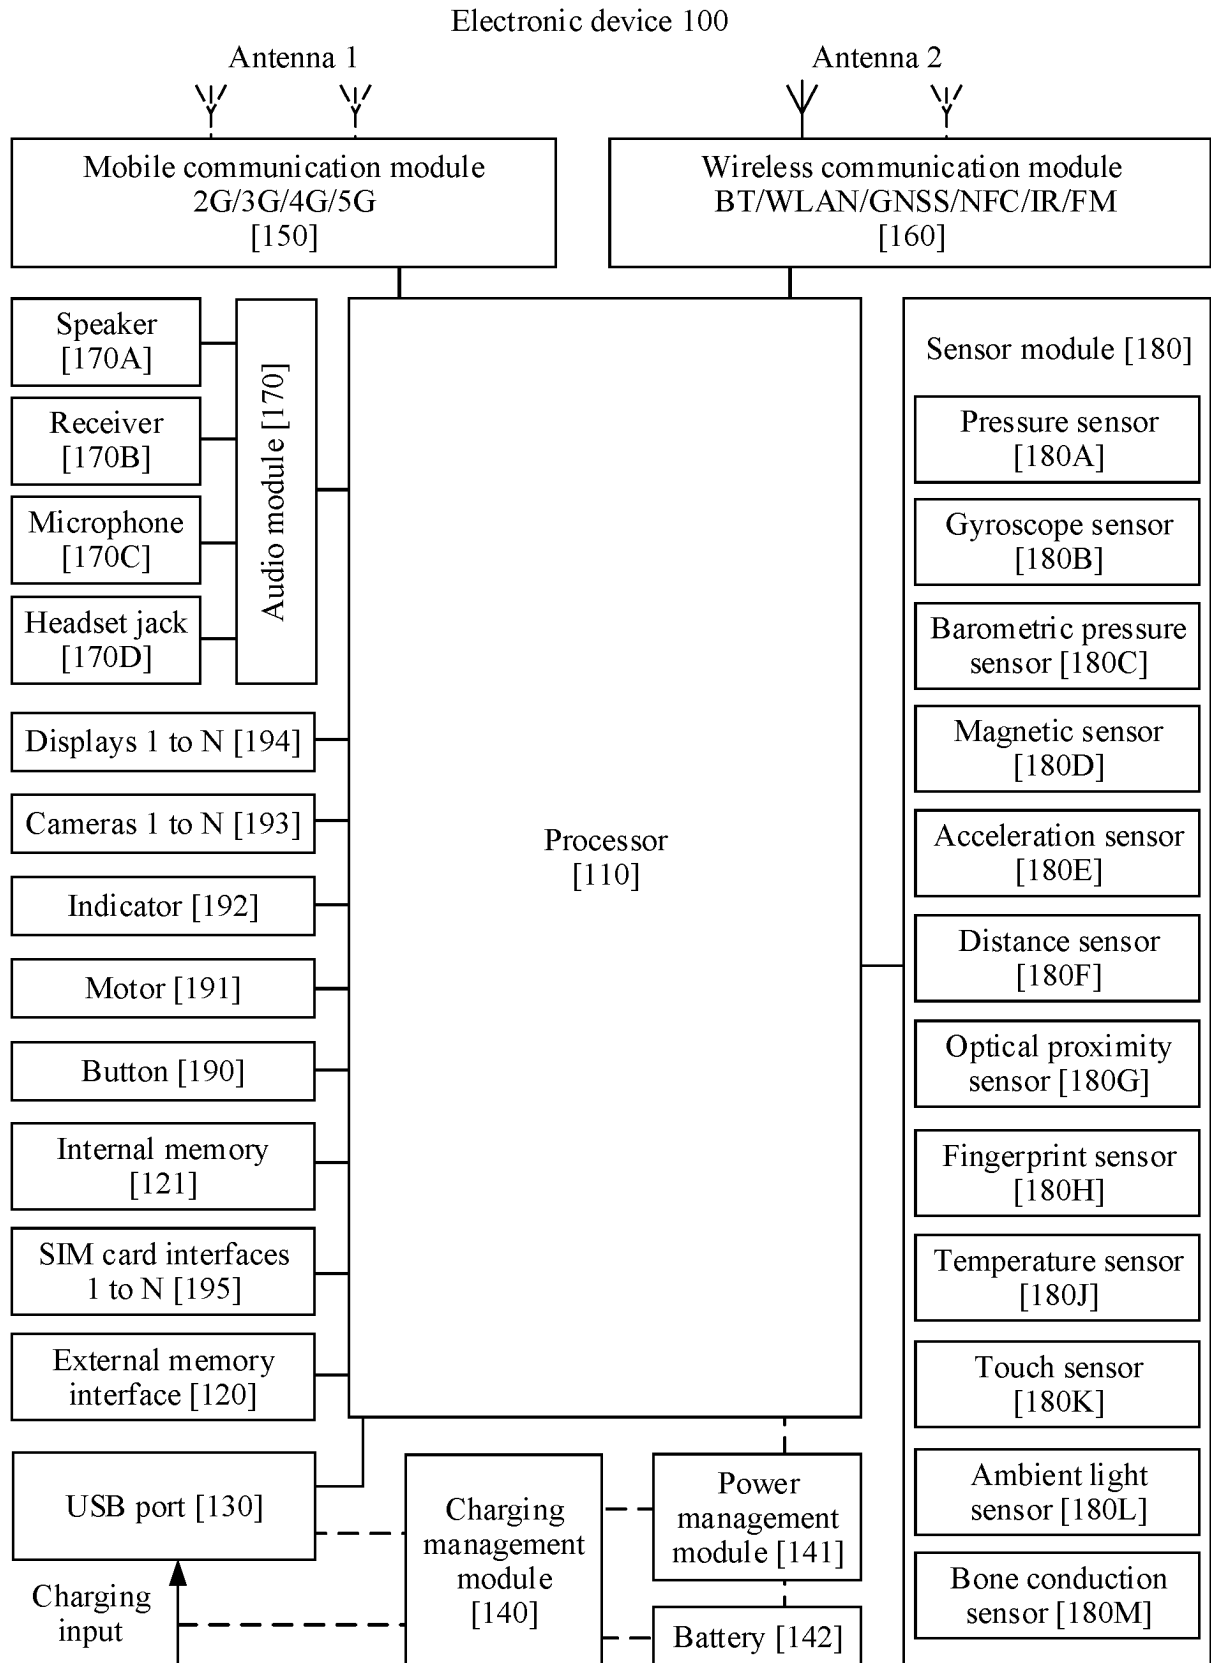 Electronic device 100
Antenna 1
Antenna 2
Mobile communication module
2G/3G/4G/5G
[150]
Wireless communication module
BT/WLAN/GNSS/NFC/IR/FM
[160]
Speaker
[170A]
Receiver
[170B]
Microphone
[170C]
Headset jack
[170D]
Audio module [170]
Displays 1 to N [194]
Cameras 1 to N [193]
Indicator [192]
Motor [191]
Button [190]
Internal memory
[121]
SIM card interfaces
1 to N [195]
External memory
interface [120]
USB port [130]
Charging
input
Processor
[110]
Charging
management
module
[140]
Power
management
module [141]
Battery [142]
Sensor module [180]
Pressure sensor
[180A]
Gyroscope sensor
[180B]
Barometric pressure
sensor [180C]
Magnetic sensor
[180D]
Acceleration sensor
[180E]
Distance sensor
[180F]
Optical proximity
sensor [180G]
Fingerprint sensor
[180H]
Temperature sensor
[180J]
Touch sensor
[180K]
Ambient light
sensor [180L]
Bone conduction
sensor [180M]